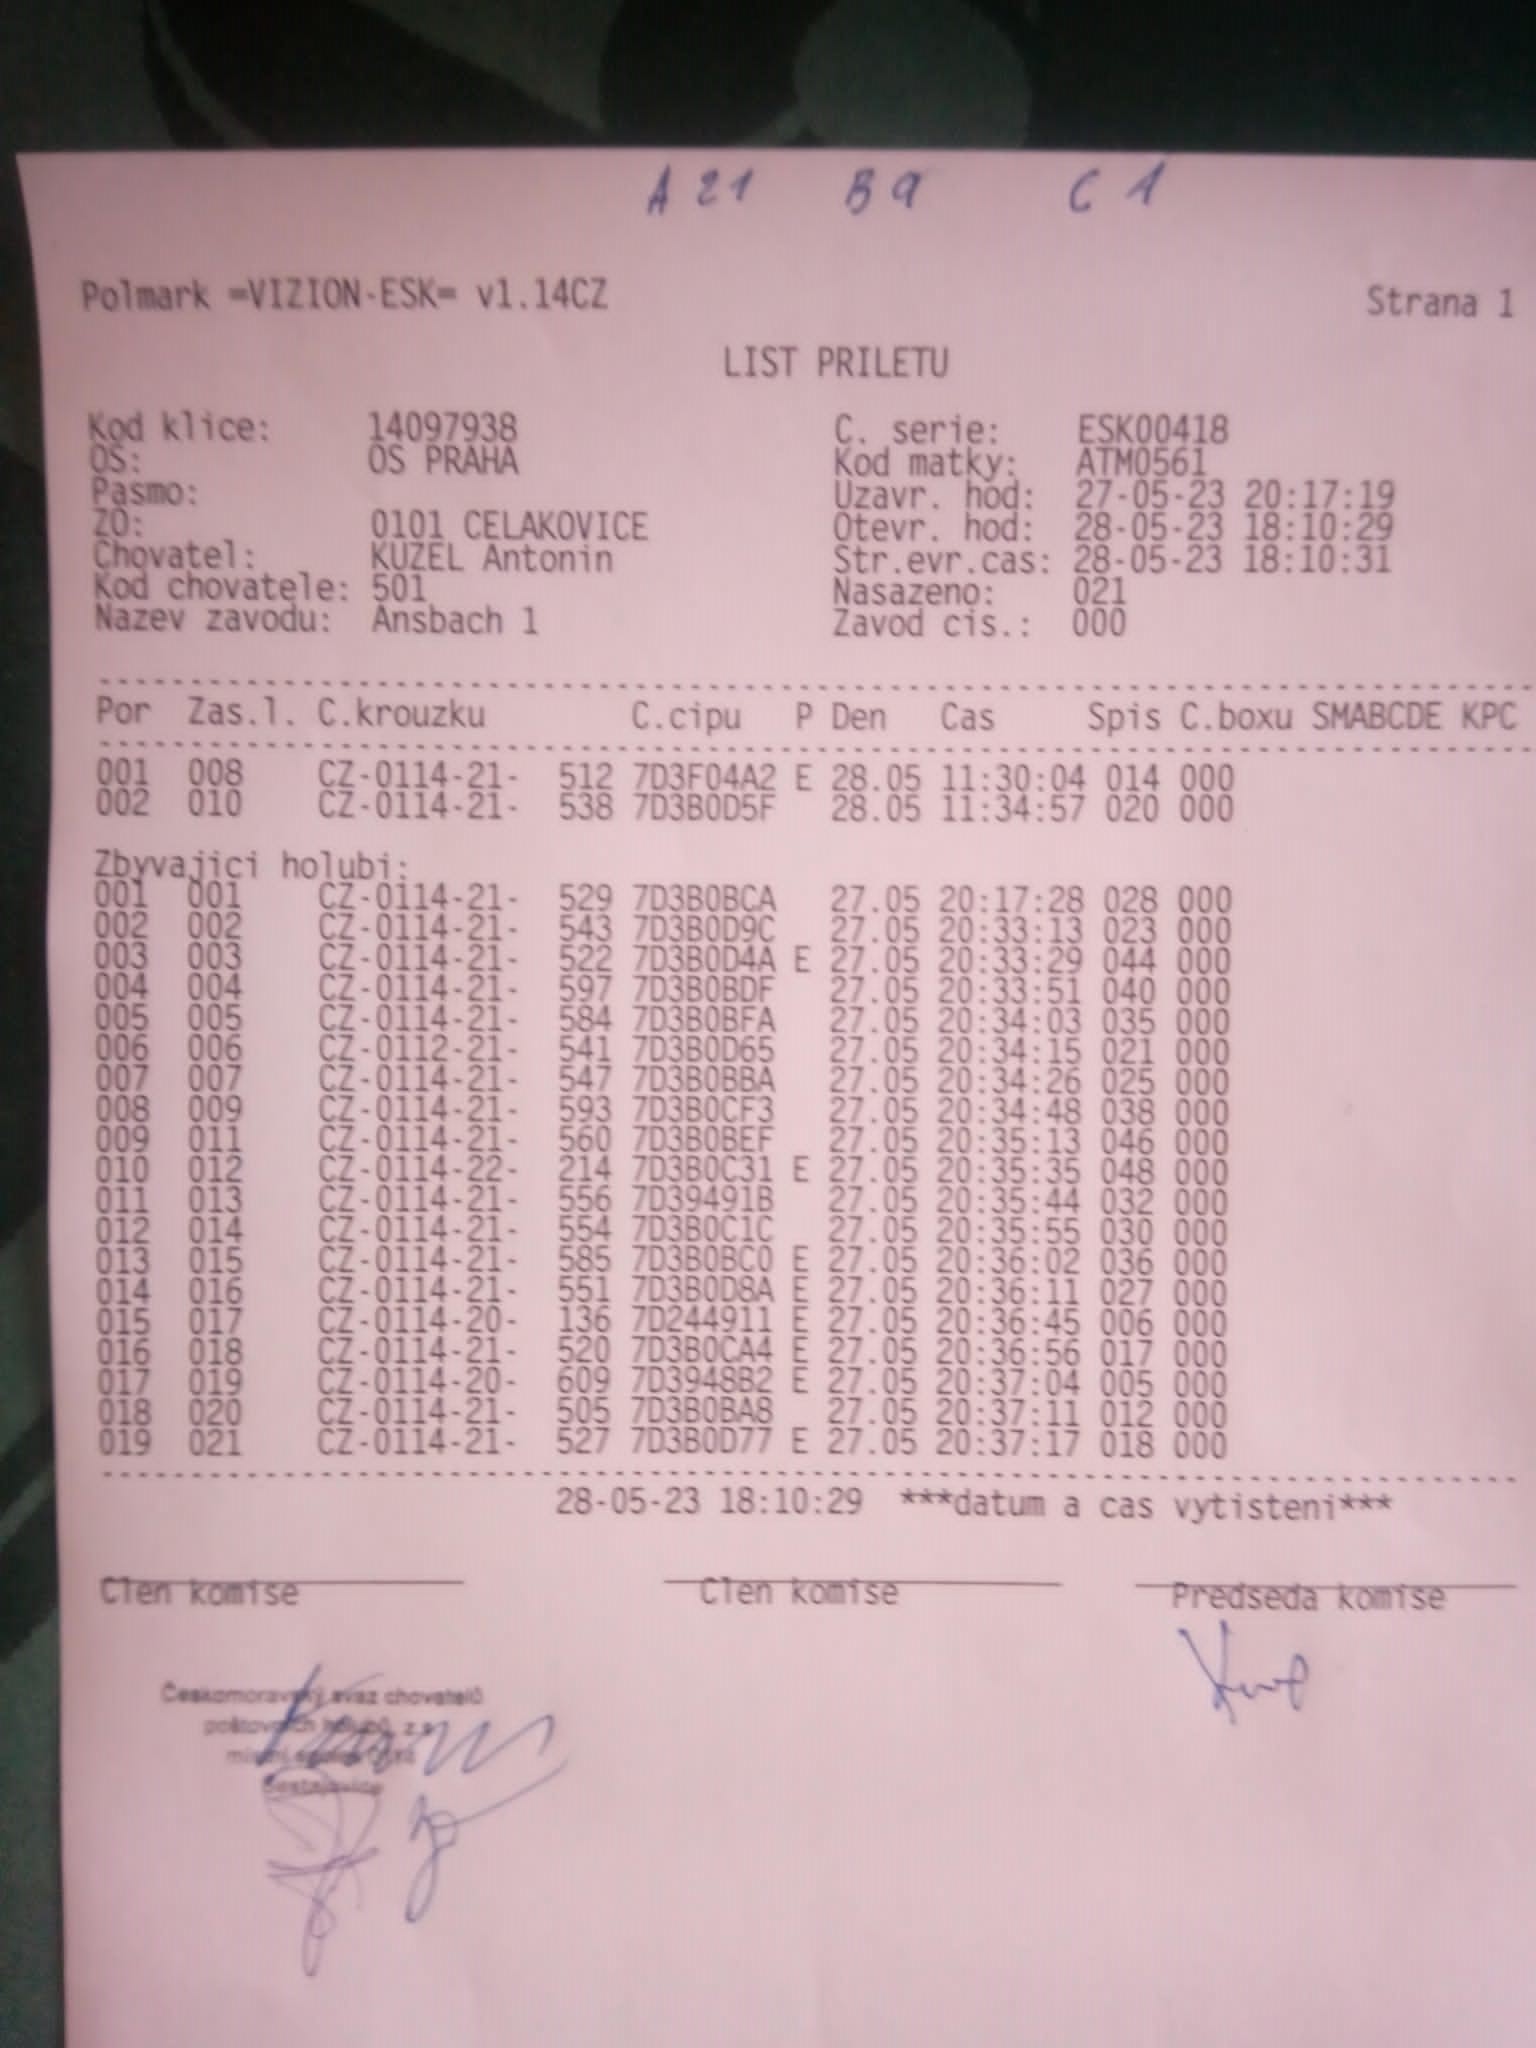 A 21 B 9 C 1
Polmark =VIZION-ESK= v1.14CZ Strana 1
LIST PRILETU
Kod klice: 14097938 C. serie: ESK00418
OS: OS PRAHA Kod matky: ATM0561
Pasmo: Uzavr. hod: 27-05-23 20:17:19
ZO: 0101 CELAKOVICE Otevr. hod: 28-05-23 18:10:29
Chovatel: KUZEL Antonin Str.evr.cas: 28-05-23 18:10:31
Kod chovatele: 501 Nasazeno: 021
Nazev zavodu: Ansbach 1 Zavod cis.: 000
Por Zas.l. C.krouzku C.cipu P Den Cas Spis C.boxu SMABCDE KPC
001 008 CZ-0114-21- 512 7D3F04A2 E 28.05 11:30:04 014 000
002 010 CZ-0114-21- 538 7D3B0D5F 28.05 11:34:57 020 000
Zbyvajici holubi:
001 001 CZ-0114-21- 529 7D3B0BCA 27.05 20:17:28 028 000
002 002 CZ-0114-21- 543 7D3B0D9C 27.05 20:33:13 023 000
003 003 CZ-0114-21- 522 7D3B0D4A E 27.05 20:33:29 044 000
004 004 CZ-0114-21- 597 7D3B0BDF 27.05 20:33:51 040 000
005 005 CZ-0114-21- 584 7D3B0BFA 27.05 20:34:03 035 000
006 006 CZ-0112-21- 541 7D3B0D65 27.05 20:34:15 021 000
007 007 CZ-0114-21- 547 7D3B0BBA 27.05 20:34:26 025 000
008 009 CZ-0114-21- 593 7D3B0CF3 27.05 20:34:48 038 000
009 011 CZ-0114-21- 560 7D3B0BEF 27.05 20:35:13 046 000
010 012 CZ-0114-22- 214 7D3B0C31 E 27.05 20:35:35 048 000
011 013 CZ-0114-21- 556 7D39491B 27.05 20:35:44 032 000
012 014 CZ-0114-21- 554 7D3B0C1C 27.05 20:35:55 030 000
013 015 CZ-0114-21- 585 7D3B0BC0 E 27.05 20:36:02 036 000
014 016 CZ-0114-21- 551 7D3B0D8A E 27.05 20:36:11 027 000
015 017 CZ-0114-20- 136 7D244911 E 27.05 20:36:45 006 000
016 018 CZ-0114-21- 520 7D3B0CA4 E 27.05 20:36:56 017 000
017 019 CZ-0114-20- 609 7D3948B2 E 27.05 20:37:04 005 000
018 020 CZ-0114-21- 505 7D3B0BA8 27.05 20:37:11 012 000
019 021 CZ-0114-21- 527 7D3B0D77 E 27.05 20:37:17 018 000
28-05-23 18:10:29 ***datum a cas vytisteni***
Clen komise Clen komise Predseda komise
Českomoravský svaz chovatelů
poštovních holubů, z.s.